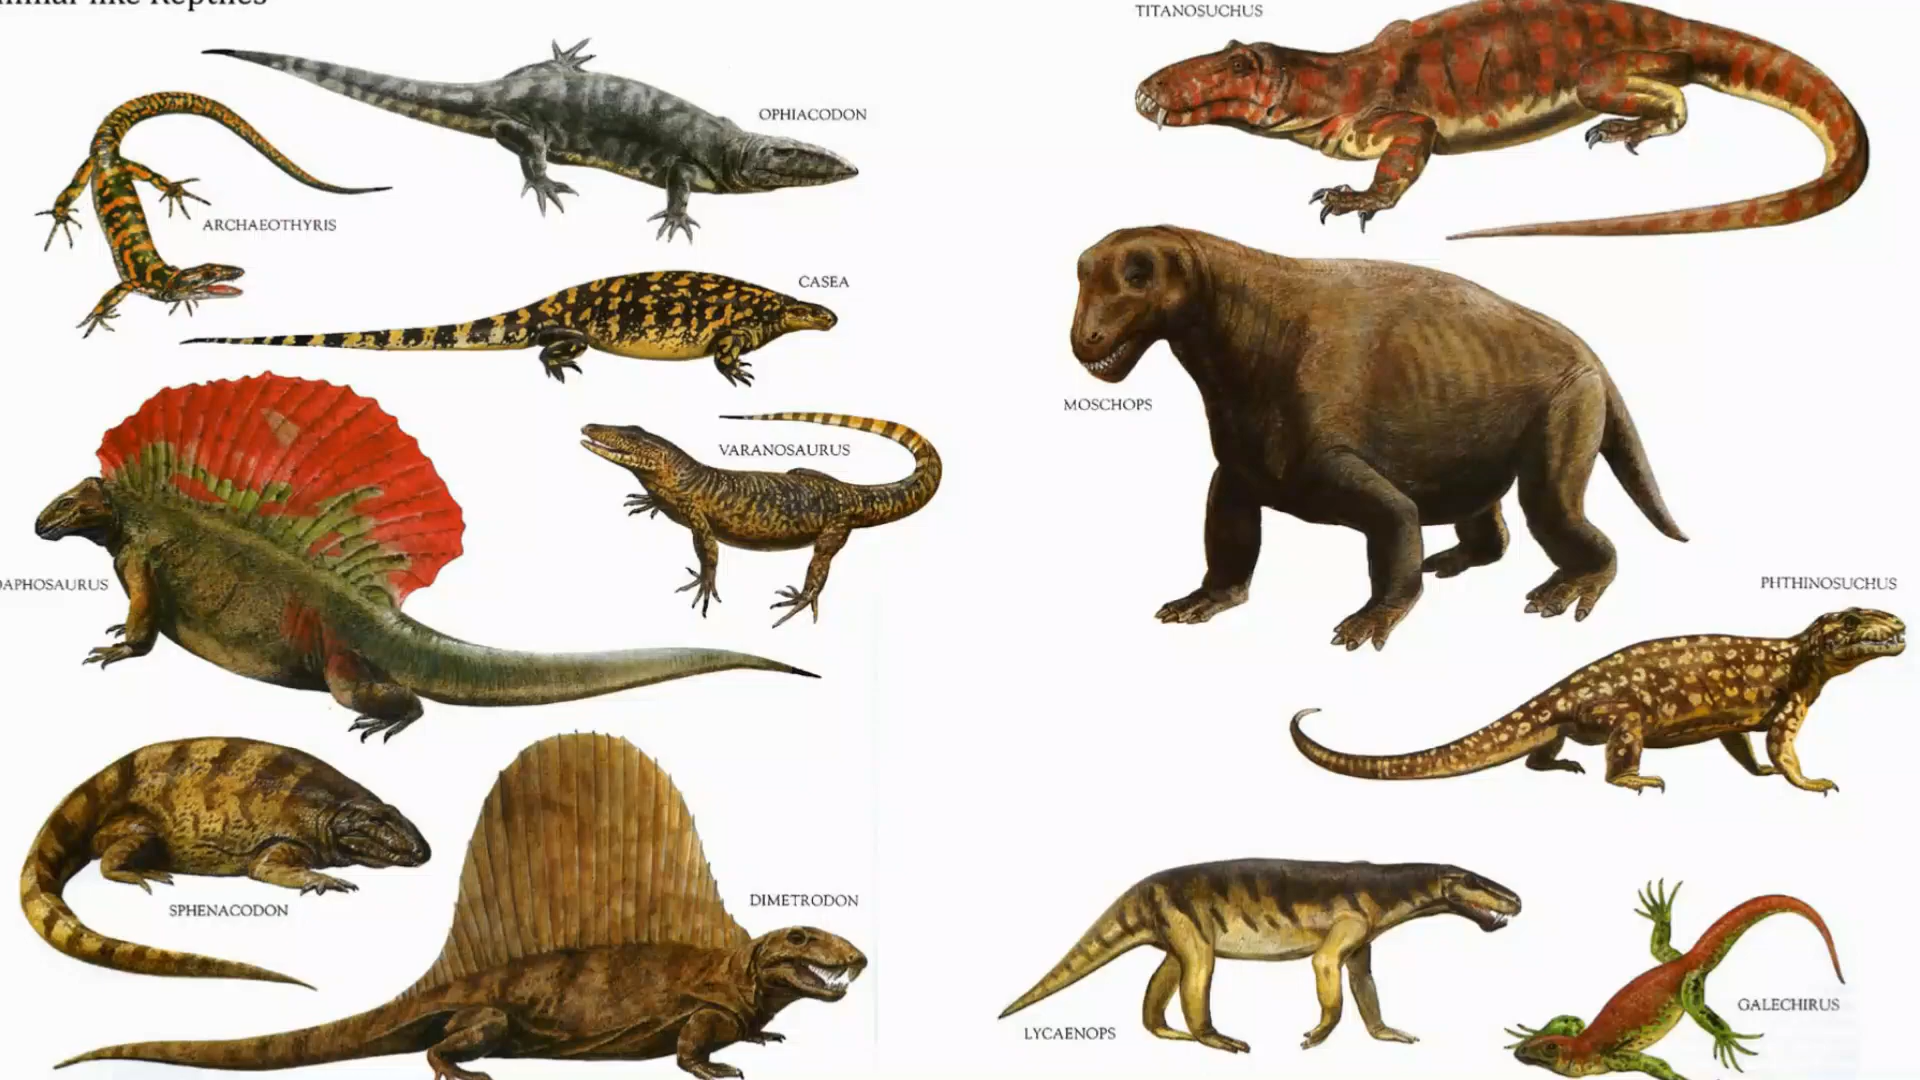 TITANOSUCHUS
OPHIACODON
ARCHAEOTHYRIS
CASEA
MOSCHOPS
VARANOSAURUS
PHTHINOSUCHUS
SPHENACODON
DIMETRODON
LYCAENOPS
GALECHIRUS